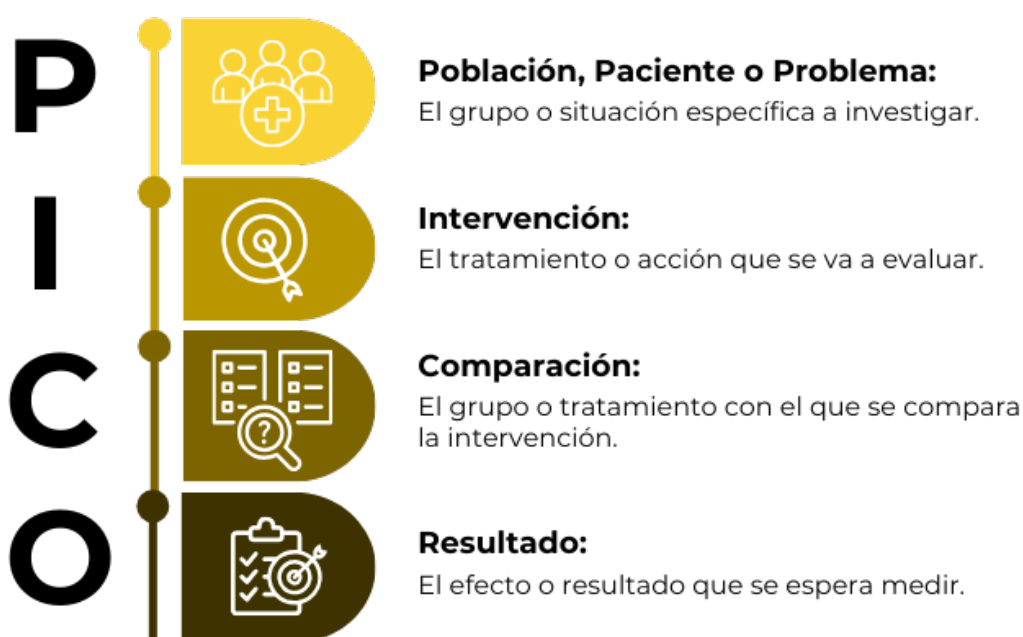 P
Población, Paciente o Problema:
El grupo o situación específica a investigar.
I
Intervención:
El tratamiento o acción que se va a evaluar.
C
Comparación:
El grupo o tratamiento con el que se compara
la intervención.
?
O
Resultado:
El efecto o resultado que se espera medir.